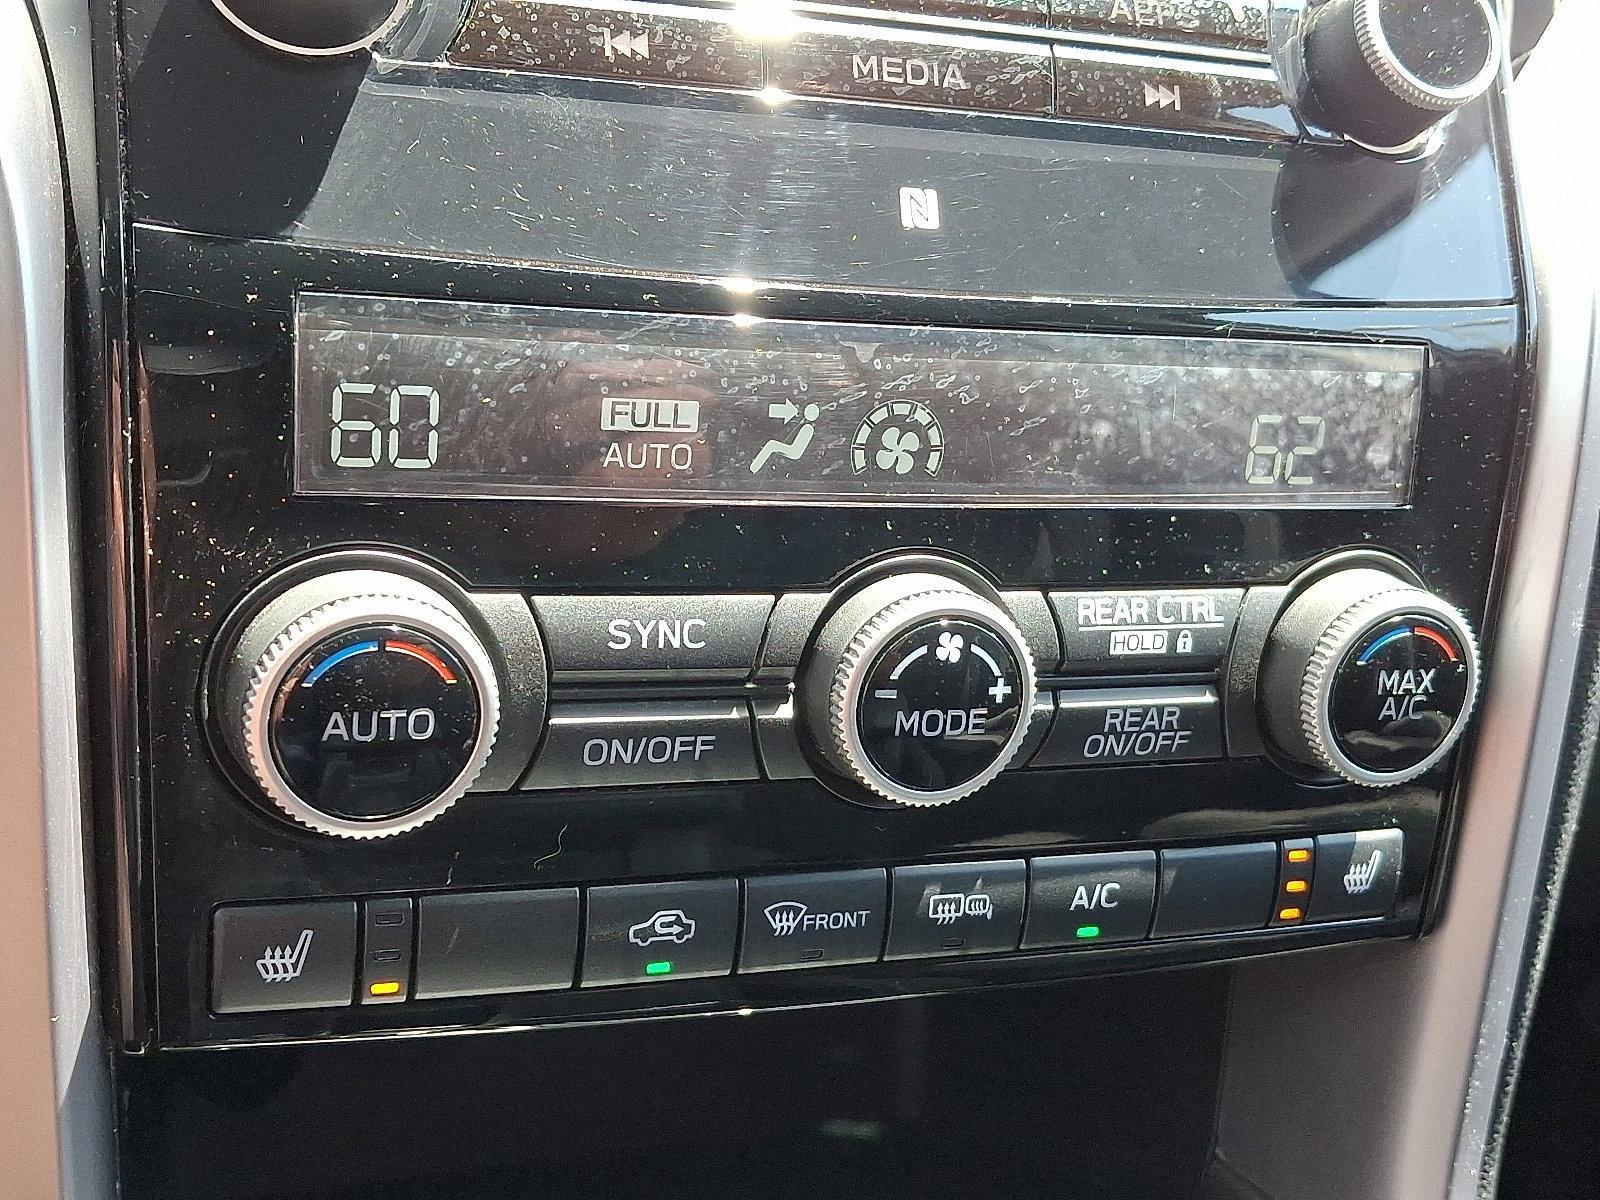 MEDIA
60
FULL
AUTO
62
SYNC
REAR CTRL
HOLD
AUTO
ON/OFF
- +
MODE
REAR
ON/OFF
MAX
A/C
FRONT
A/C